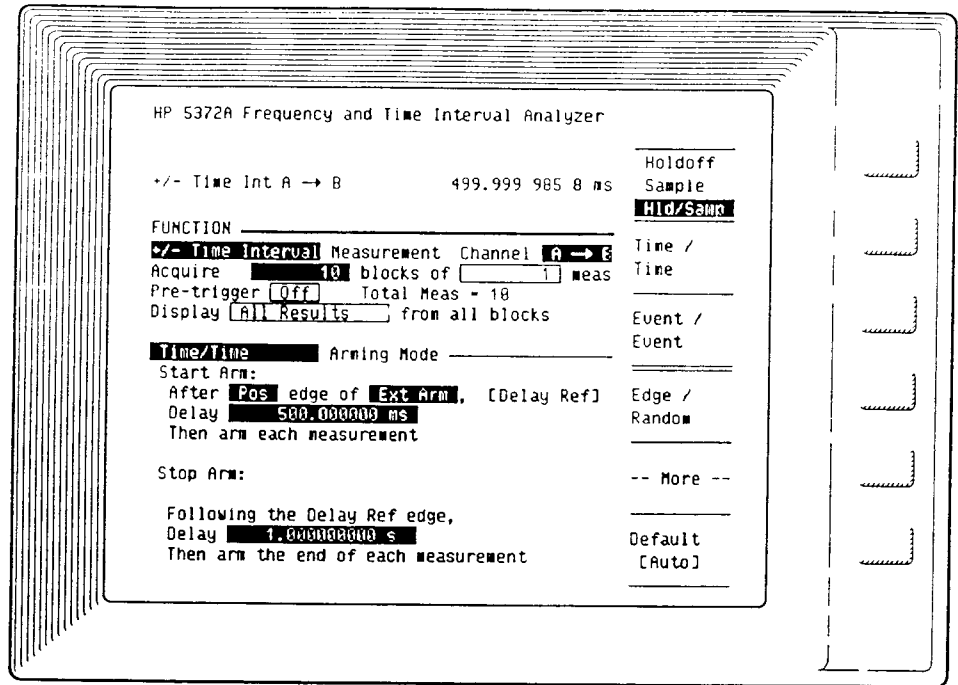 HP 5372A Frequency and Time Interval Analyzer
+/- Time Int A → B 499.999 985 8 ms
FUNCTION
+/- Time Interval Measurement Channel A → B
Acquire 10 blocks of 1 meas
Pre-trigger Off Total Meas = 10
Display All Results from all blocks
Time/Time Arming Mode
Start Arm:
After Pos edge of Ext Arm, [Delay Ref]
Delay 500.000000 ms
Then arm each measurement
Stop Arm:
Following the Delay Ref edge,
Delay 1.000000000 s
Then arm the end of each measurement
Holdoff
Sample
Hld/Samp
Time /
Time
Event /
Event
Edge /
Random
-- More --
Default
[Auto]